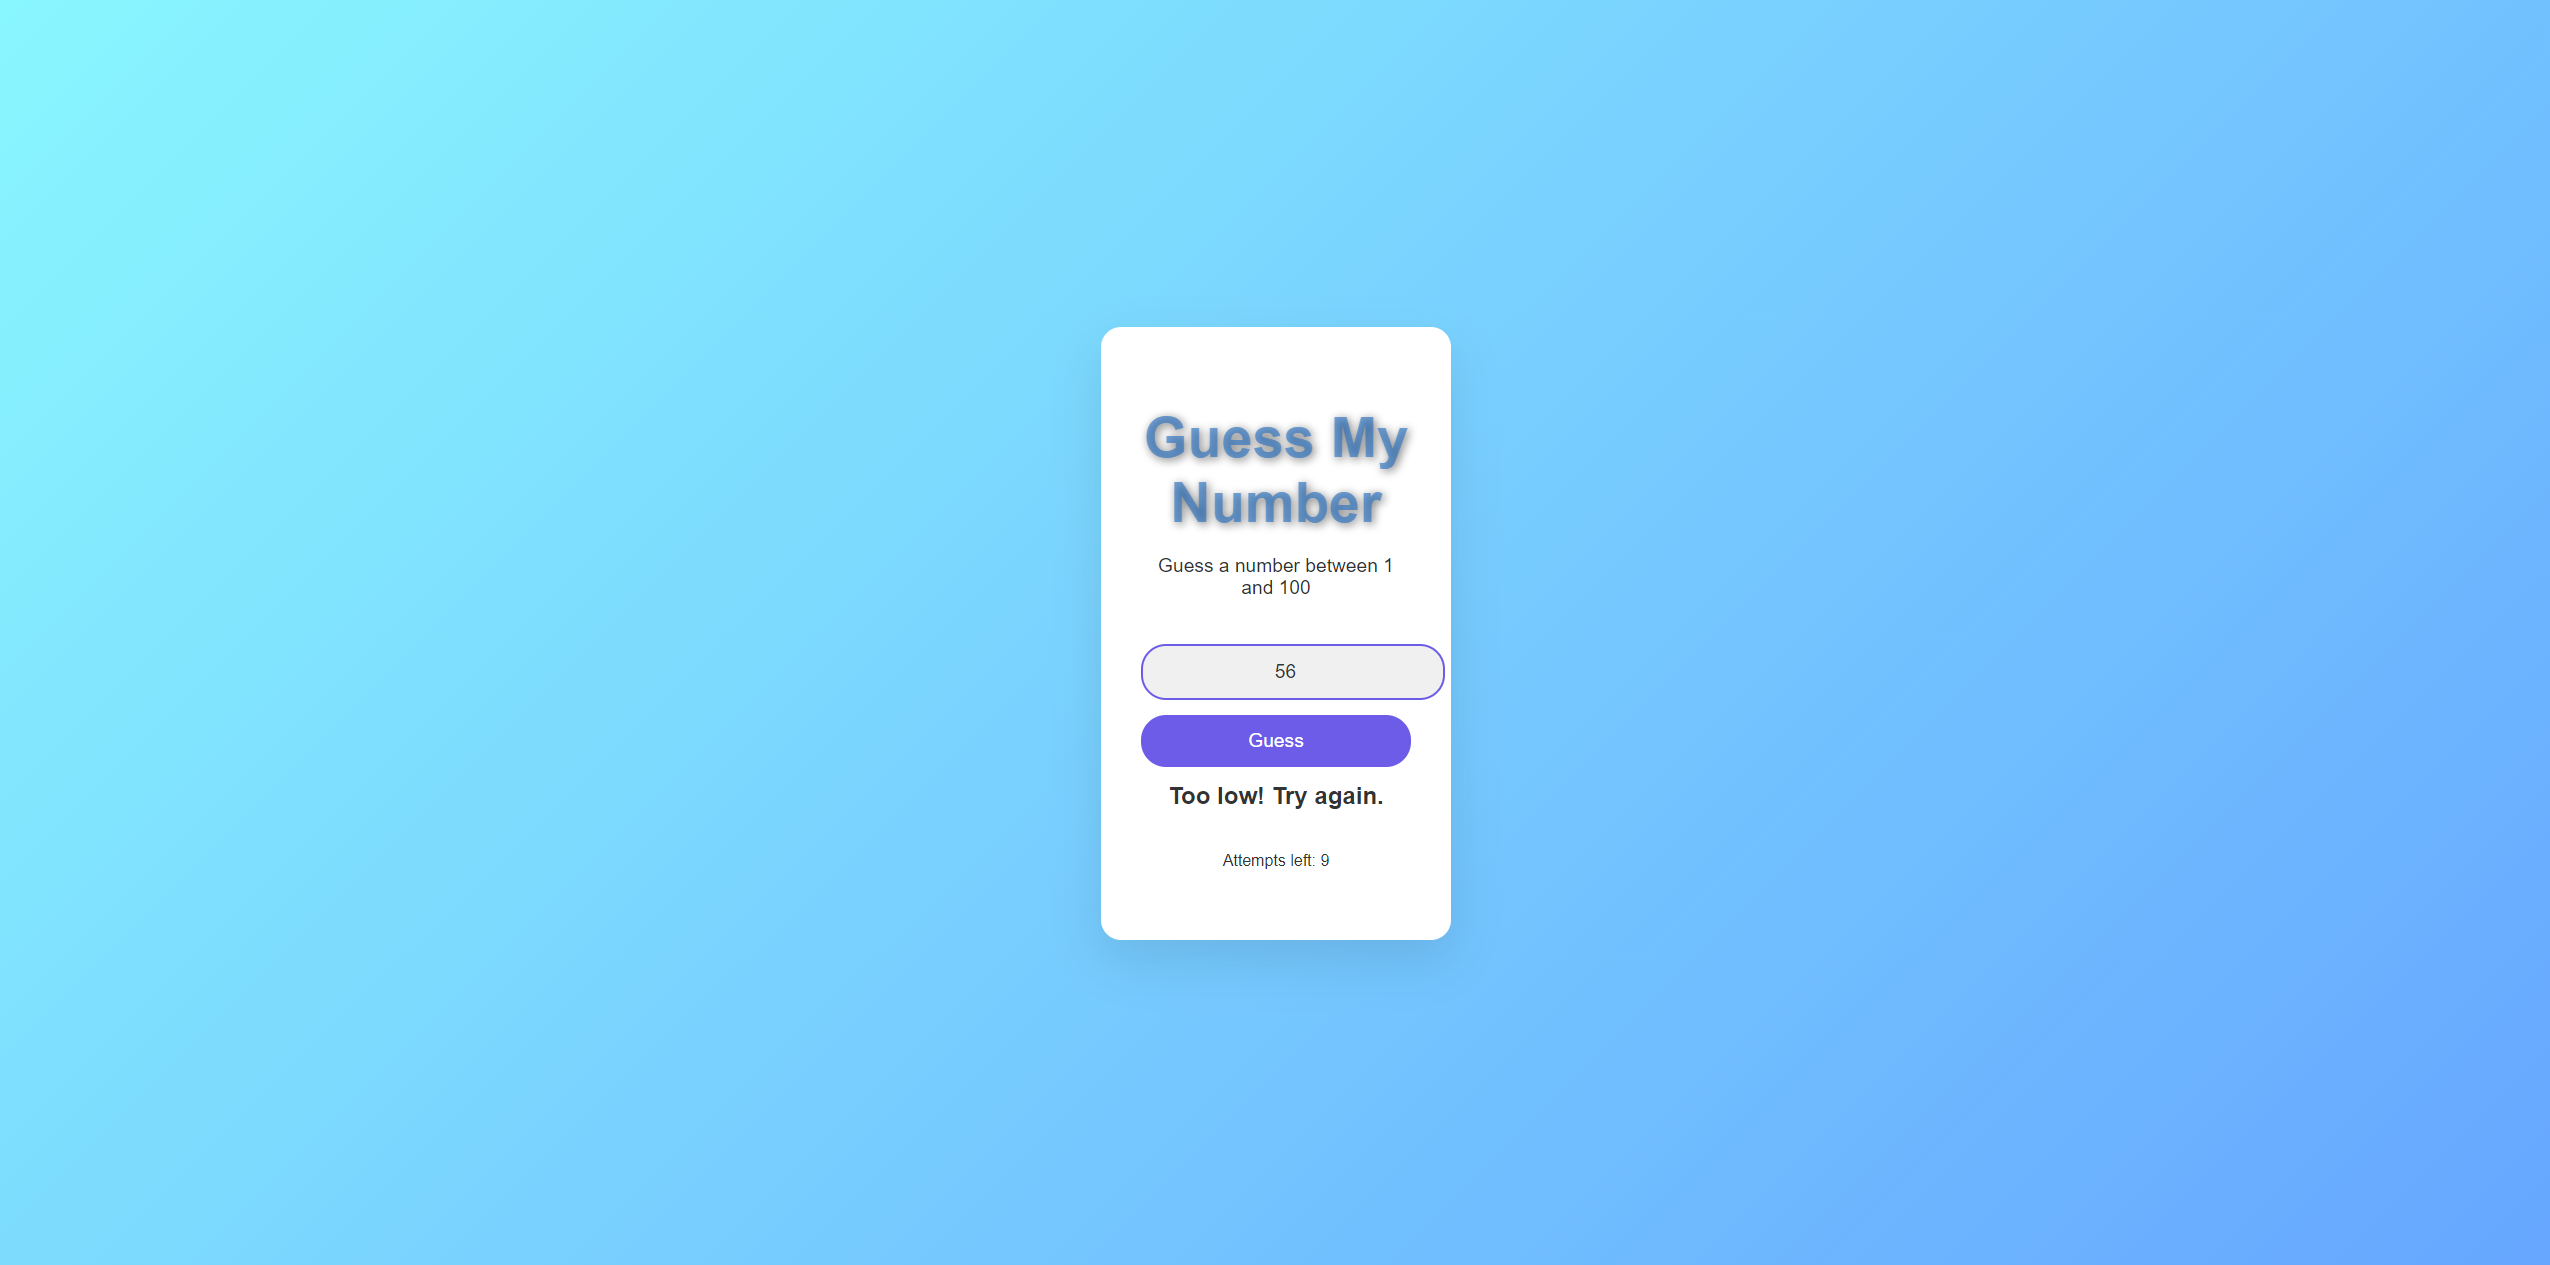 Guess My
Number
Guess a number between 1
and 100
56
Guess
Too low! Try again.
Attempts left: 9